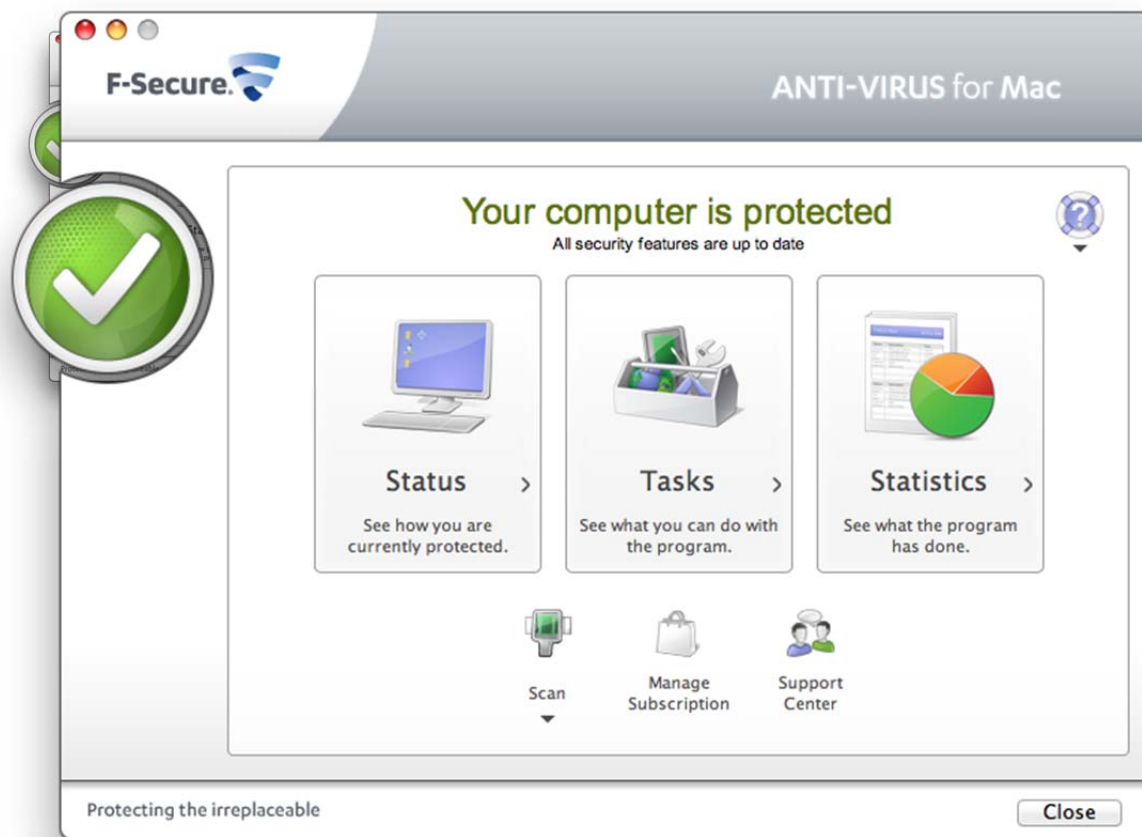 F-Secure.
ANTI-VIRUS for Mac
Your computer is protected
All security features are up to date
?
Status
See how you are
currently protected.
Tasks
See what you can do with
the program.
Statistics
See what the program
has done.
Scan
Manage
Subscription
Support
Center
Protecting the irreplaceable
Close